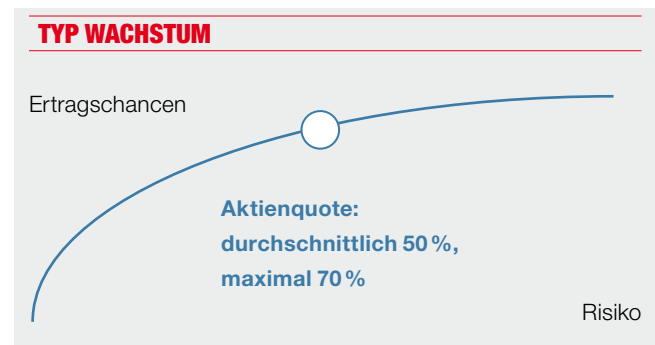 TYP WACHSTUM
Ertragschancen
Aktienquote:
durchschnittlich 50 %,
maximal 70 %
Risiko